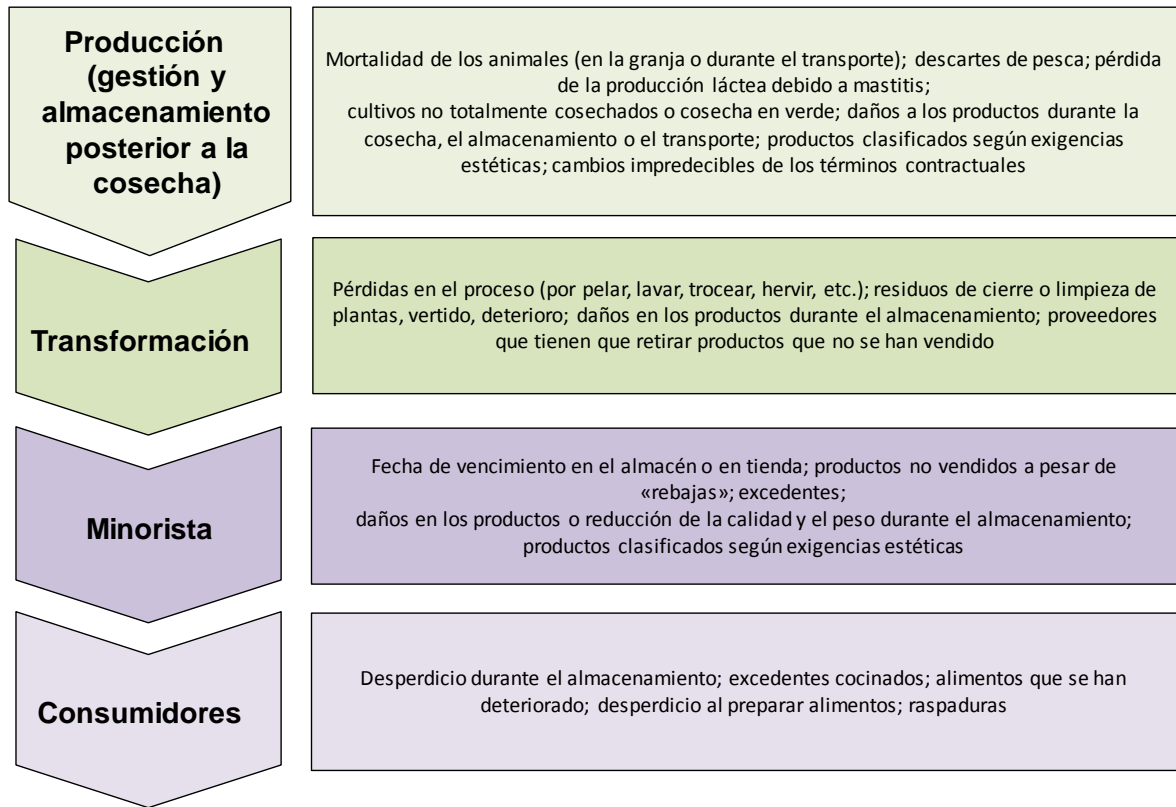 Producción
(gestión y
almacenamiento
posterior a la
cosecha)
Mortalidad de los animales (en la granja o durante el transporte); descartes de pesca; pérdida
de la producción láctea debido a mastitis;
cultivos no totalmente cosechados o cosecha en verde; daños a los productos durante la
cosecha, el almacenamiento o el transporte; productos clasificados según exigencias
estéticas; cambios impredecibles de los términos contractuales
Transformación
Pérdidas en el proceso (por pelar, lavar, trocear, hervir, etc.); residuos de cierre o limpieza de
plantas, vertido, deterioro; daños en los productos durante el almacenamiento; proveedores
que tienen que retirar productos que no se han vendido
Minorista
Fecha de vencimiento en el almacén o en tienda; productos no vendidos a pesar de
«rebajas»; excedentes;
daños en los productos o reducción de la calidad y el peso durante el almacenamiento;
productos clasificados según exigencias estéticas
Consumidores
Desperdicio durante el almacenamiento; excedentes cocinados; alimentos que se han
deteriorado; desperdicio al preparar alimentos; raspaduras